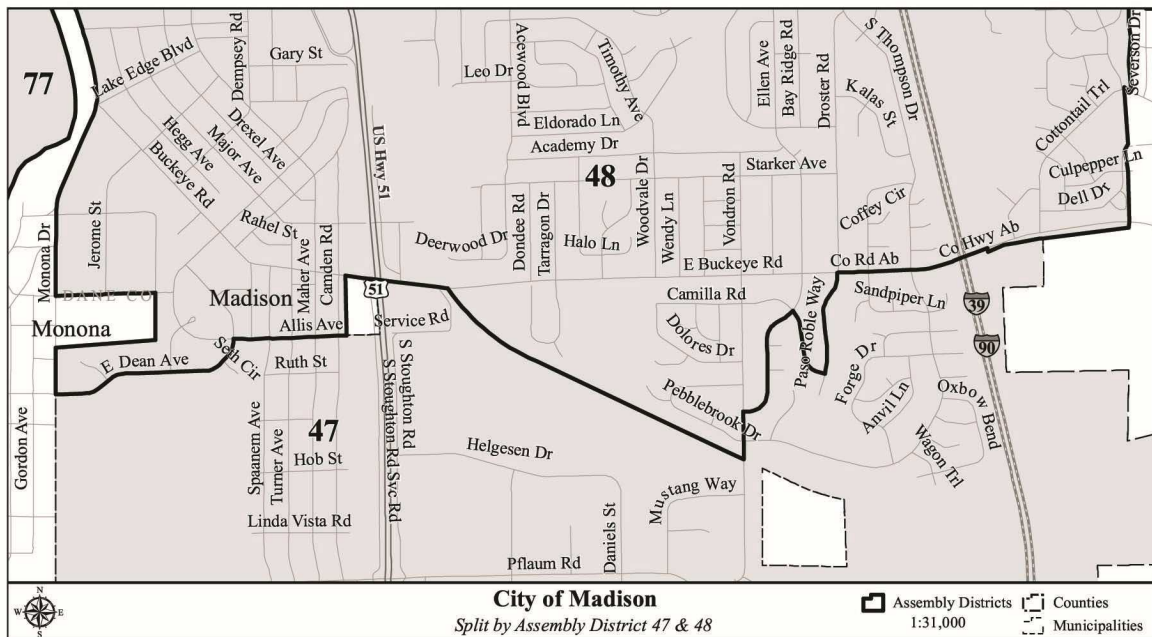 Lake Edge Blvd
Dempsey Rd
Gary St
77
Drexel Ave
Major Ave
Hegg Ave
Buckeye Rd
US Hwy 51
Leo Dr
Acewood Blvd
Timothy Ave
Eldorado Ln
Academy Dr
Ellen Ave
Bay Ridge Rd
Droster Rd
S Thompson Dr
Kalas St
Severson Dr
Cottontail Trl
Culpepper Ln
Dell Dr
48
Starker Ave
Jerome St
Rahel St
Maher Ave
Camden Rd
Deerwood Dr
Dondee Rd
Tarragon Dr
Halo Ln
Woodvale Dr
Wendy Ln
Vondron Rd
Coffey Cir
Co Hwy Ab
E Buckeye Rd
Co Rd Ab
Monona Dr
DANE CO
Madison
51
Camilla Rd
Paso Roble Way
Sandpiper Ln
39
Monona
Allis Ave
Service Rd
Dolores Dr
90
E Dean Ave
Seth Cir
Ruth St
S Stoughton Rd
S Stoughton Rd Svc Rd
Forge Dr
Anvil Ln
Oxbow Bend
Pebblebrook Dr
Wagon Trl
Gordon Ave
Spaanem Ave
Turner Ave
47
Hob St
Helgesen Dr
Linda Vista Rd
Mustang Way
Daniels St
Pflaum Rd
N
W E
S
City of Madison
Split by Assembly District 47 & 48
Assembly Districts
1:31,000
Counties
Municipalities